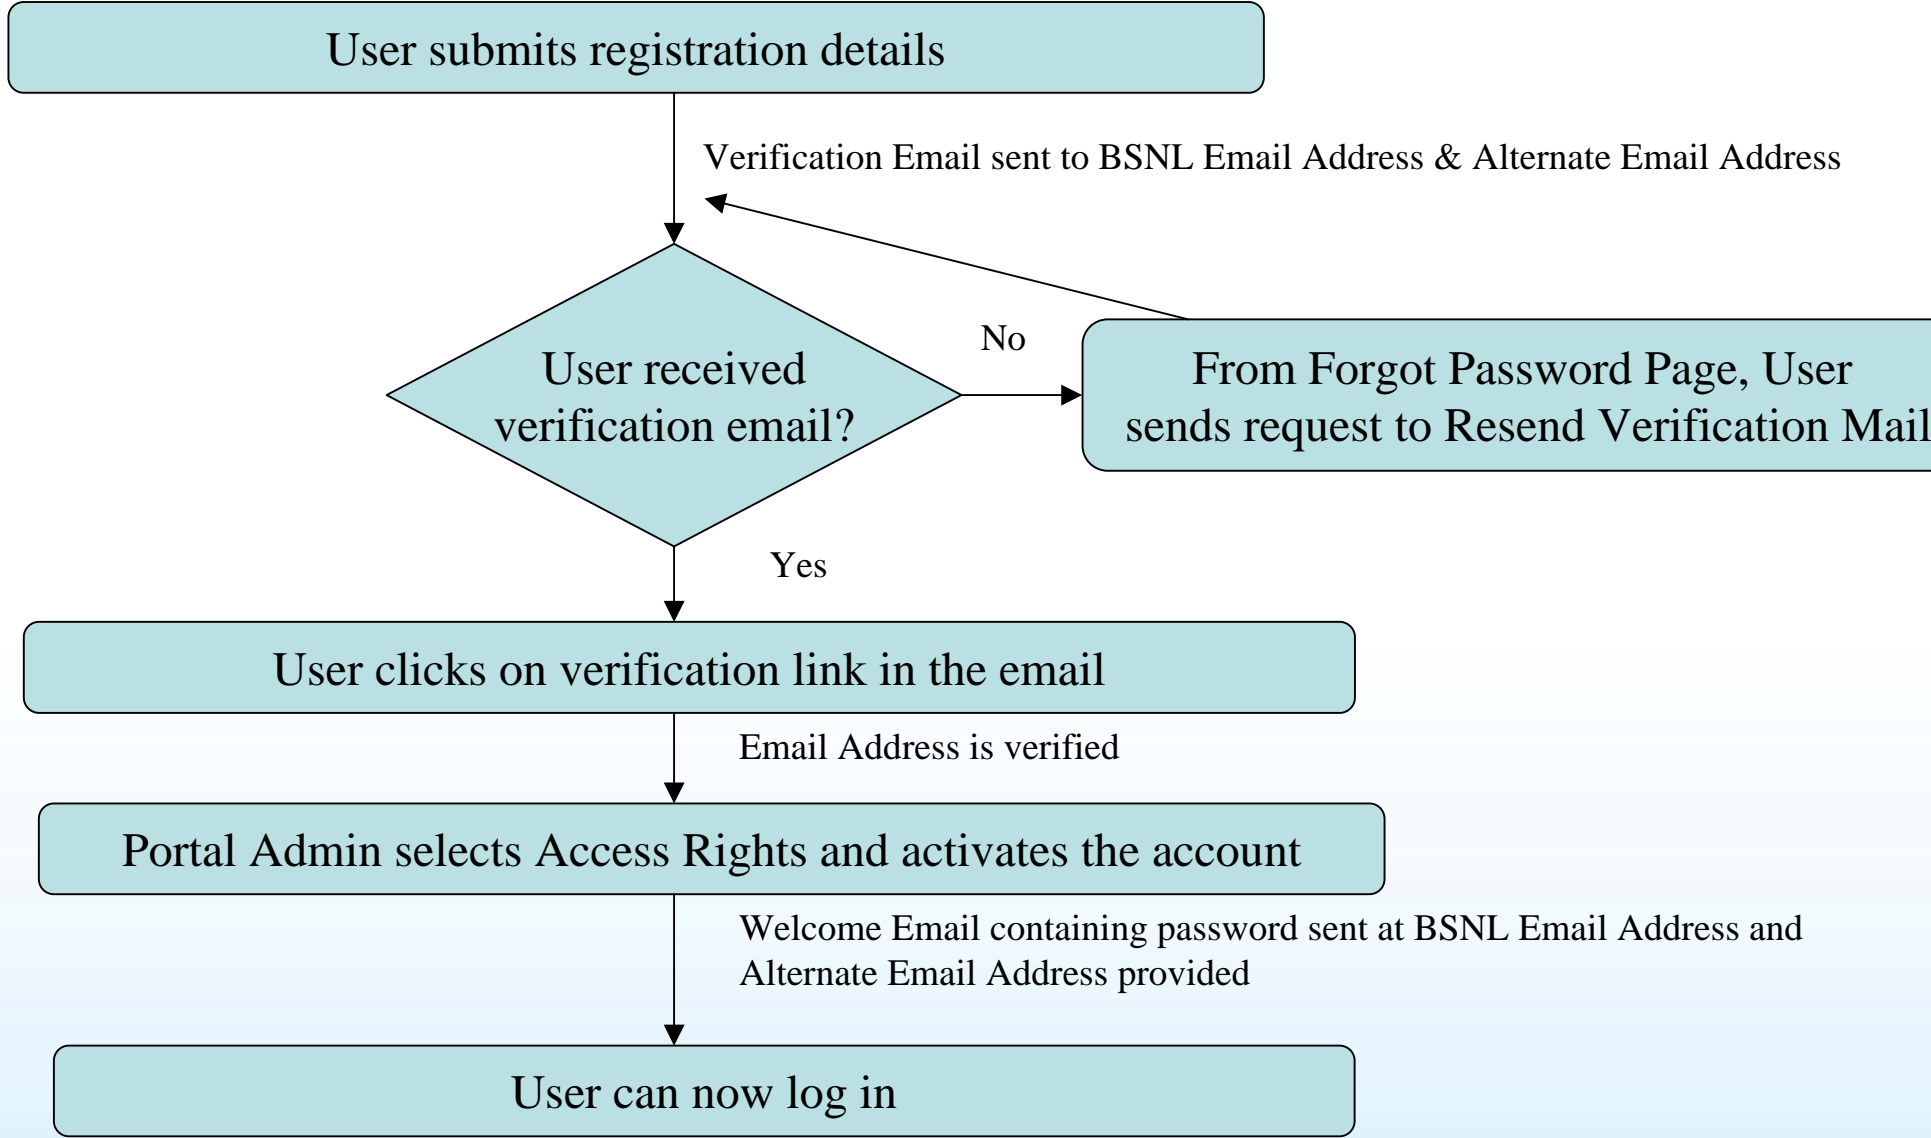 User submits registration details
Verification Email sent to BSNL Email Address & Alternate Email Address
User received
verification email?
No
From Forgot Password Page, User
sends request to Resend Verification Mail
Yes
User clicks on verification link in the email
Email Address is verified
Portal Admin selects Access Rights and activates the account
Welcome Email containing password sent at BSNL Email Address and
Alternate Email Address provided
User can now log in